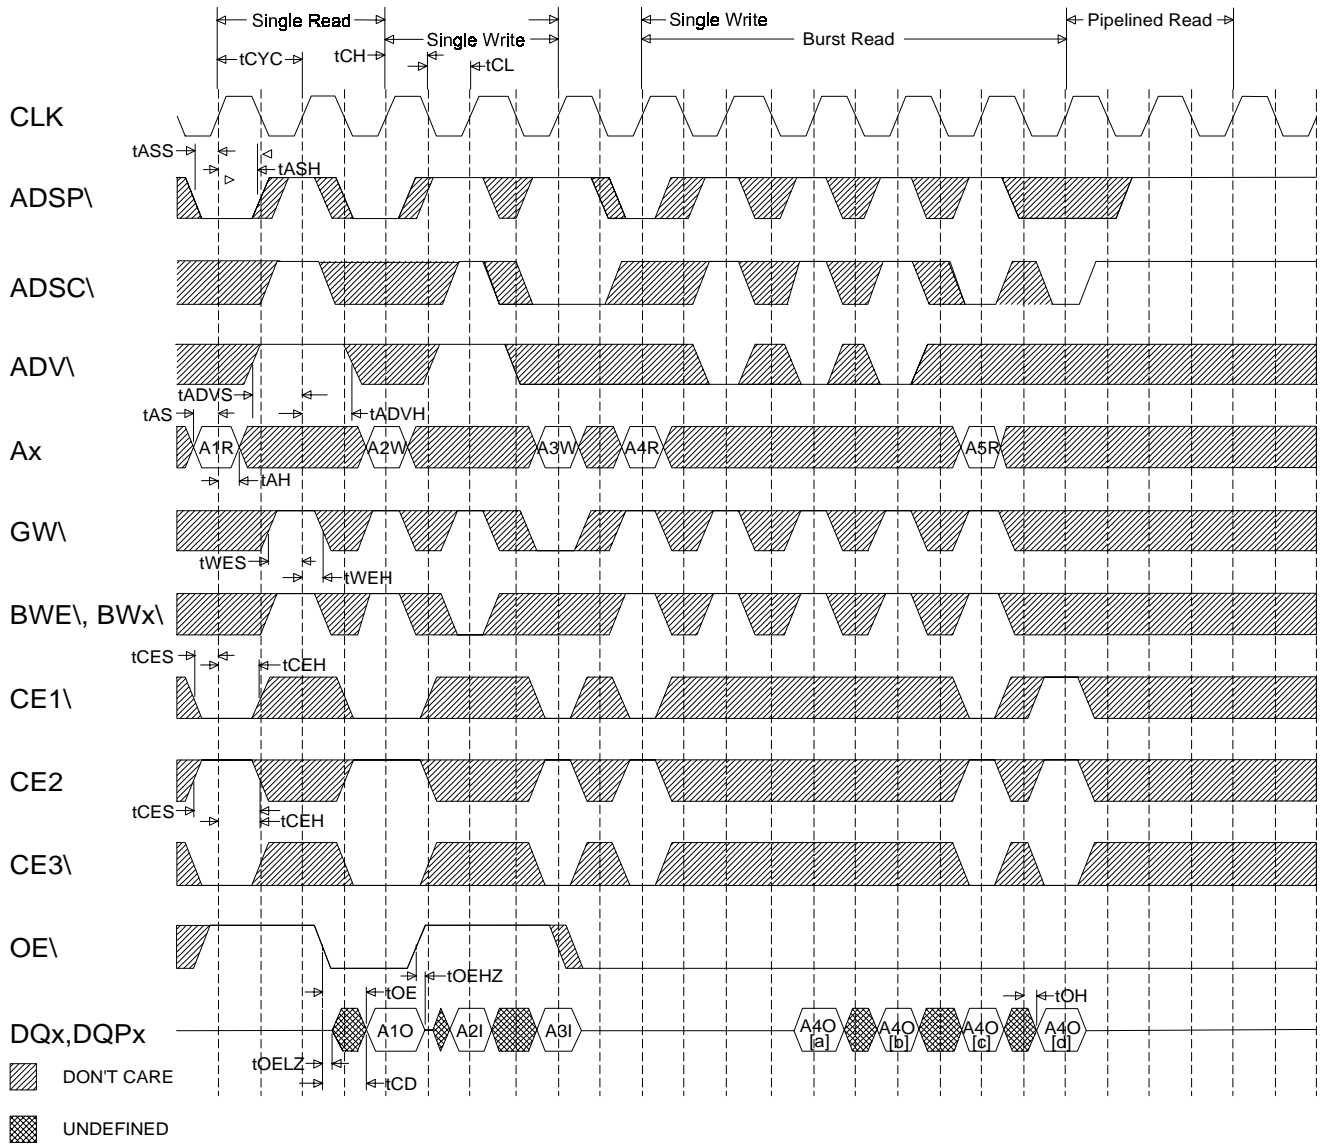 Single Read
Single Write
Pipelined Read
Single Write
Burst Read
tCYC
tCH
tCL
CLK
tASS
tASH
ADSP\
ADSC\
ADV\
tADVS
tAS
tADVH
Ax
A1R
A2W
A3W
A4R
A5R
tAH
GW\
tWES
tWEH
BWE\, BWx\
tCES
tCEH
CE1\
CE2
tCES
tCEH
CE3\
OE\
tOEHZ
tOE
tOH
DQx,DQPx
A1O
A2I
A3I
A4O
[a]
A4O
[b]
A4O
[c]
A4O
[d]
tOELZ
tCD
DON'T CARE
UNDEFINED